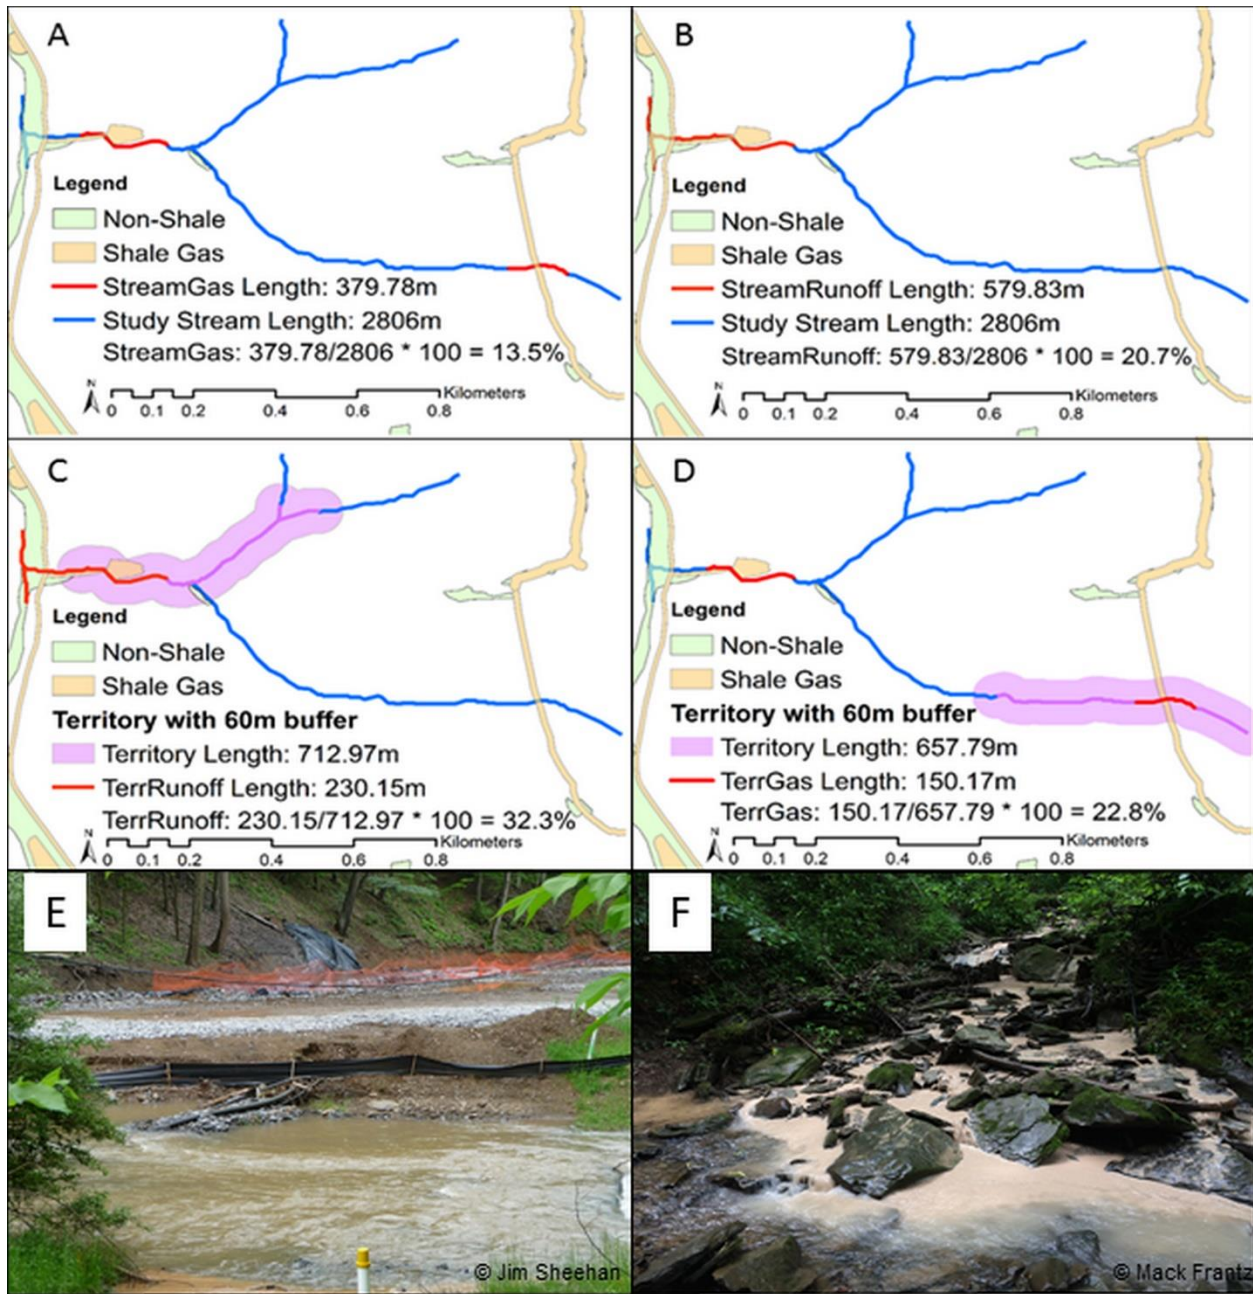 A
Legend
Non-Shale
Shale Gas
StreamGas Length: 379.78m
Study Stream Length: 2806m
StreamGas: 379.78/2806 * 100 = 13.5%
N
Kilometers
0 0.1 0.2 0.4 0.6 0.8
B
Legend
Non-Shale
Shale Gas
StreamRunoff Length: 579.83m
Study Stream Length: 2806m
StreamRunoff: 579.83/2806 * 100 = 20.7%
N
Kilometers
0 0.1 0.2 0.4 0.6 0.8
C
Legend
Non-Shale
Shale Gas
Territory with 60m buffer
Territory Length: 712.97m
TerrRunoff Length: 230.15m
TerrRunoff: 230.15/712.97 * 100 = 32.3%
N
Kilometers
0 0.1 0.2 0.4 0.6 0.8
D
Legend
Non-Shale
Shale Gas
Territory with 60m buffer
Territory Length: 657.79m
TerrGas Length: 150.17m
TerrGas: 150.17/657.79 * 100 = 22.8%
N
Kilometers
0 0.1 0.2 0.4 0.6 0.8
E
© Jim Sheehan
F
© Mack Frantz